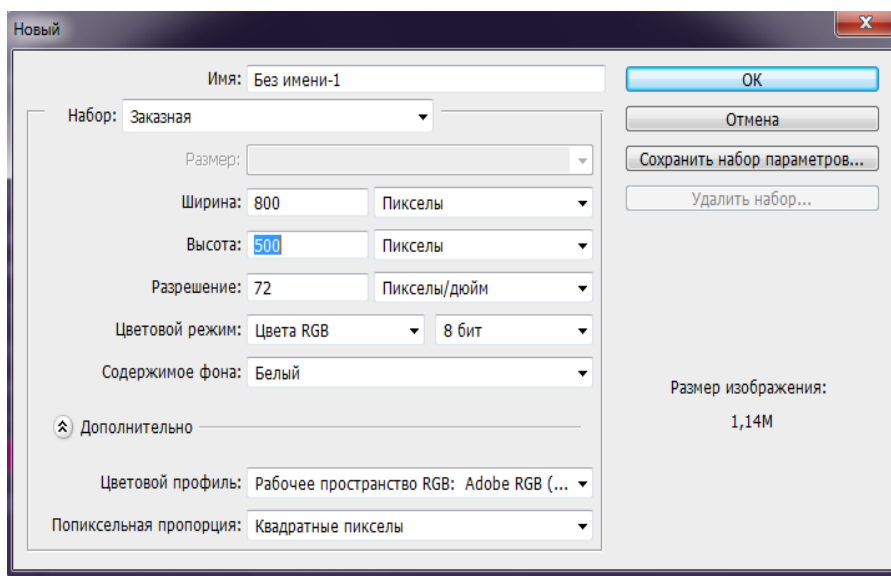 Новый
Имя: Без имени-1
OK
Набор: Заказная
Отмена
Размер:
Сохранить набор параметров...
Ширина: 800 Пикселы
Удалить набор...
Высота: 500 Пикселы
Разрешение: 72 Пикселы/дюйм
Цветовой режим: Цвета RGB 8 бит
Содержимое фона: Белый
Размер изображения:
1,14M
Дополнительно
Цветовой профиль: Рабочее пространство RGB: Adobe RGB (...
Попиксельная пропорция: Квадратные пикселы